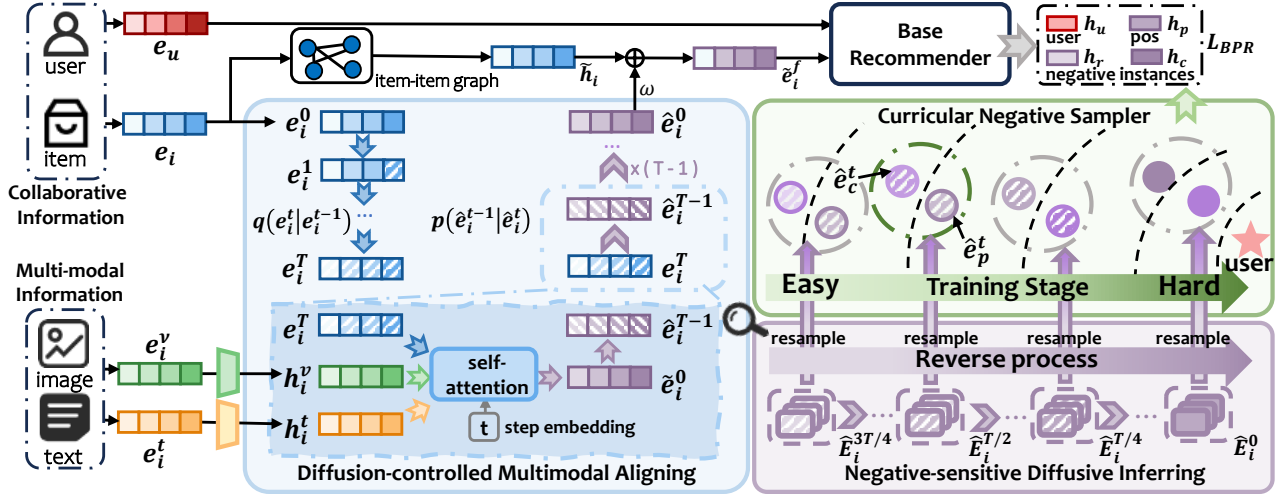 user
e_u
item
e_i
Collaborative
Information
item-item graph
h̃_i
ω
ẽ_i^f
Base
Recommender
h_u
user
h_p
pos
h_r
h_c
negative instances
L_BPR
e_i^0
e_i^1
q(e_i^t|e_i^{t-1})
...
e_i^T
ê_i^0
...
x(T-1)
p(ê_i^{t-1}|ê_i^t)
ê_i^{T-1}
e_i^T
Multi-modal
Information
image
text
e_i^v
e_i^t
e_i^T
h_i^v
h_i^t
self-
attention
t
step embedding
ê_i^{T-1}
ẽ_i^0
Diffusion-controlled Multimodal Aligning
Curricular Negative Sampler
ê_c^t
ê_p^t
user
Easy
Training Stage
Hard
resample
resample
resample
resample
Reverse process
...
Ê_i^{3T/4}
...
Ê_i^{T/2}
...
Ê_i^{T/4}
Ê_i^0
Negative-sensitive Diffusive Inferring